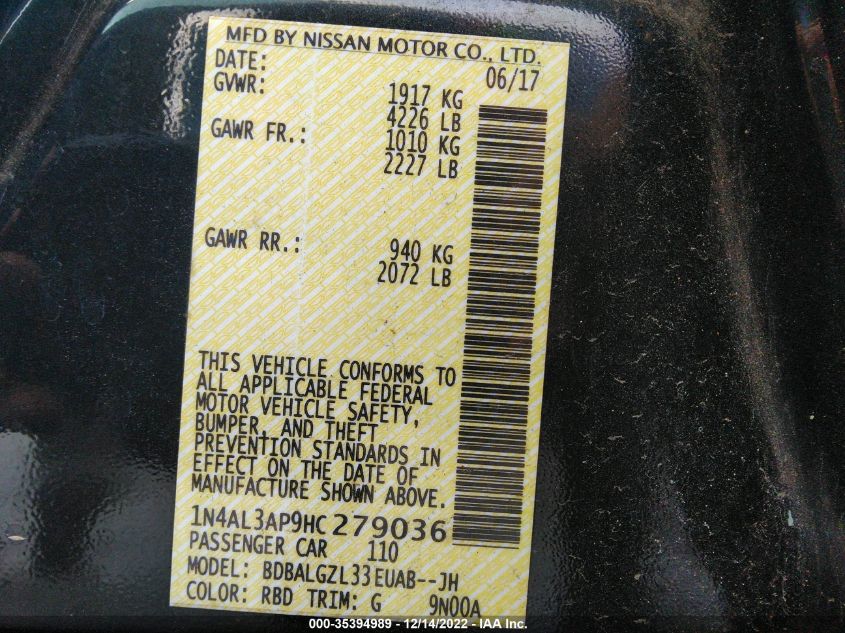 MFD BY NISSAN MOTOR CO., LTD.
DATE: 06/17
GVWR: 1917 KG
4226 LB
GAWR FR.: 1010 KG
2227 LB
GAWR RR.: 940 KG
2072 LB
THIS VEHICLE CONFORMS TO
ALL APPLICABLE FEDERAL
MOTOR VEHICLE SAFETY,
BUMPER, AND THEFT
PREVENTION STANDARDS IN
EFFECT ON THE DATE OF
MANUFACTURE SHOWN ABOVE.
1N4AL3AP9HC279036
PASSENGER CAR 110
MODEL: BDBALGZL33EUAB--JH
COLOR: RBD TRIM: G 9N00A
000-35394989 - 12/14/2022 - IAA Inc.